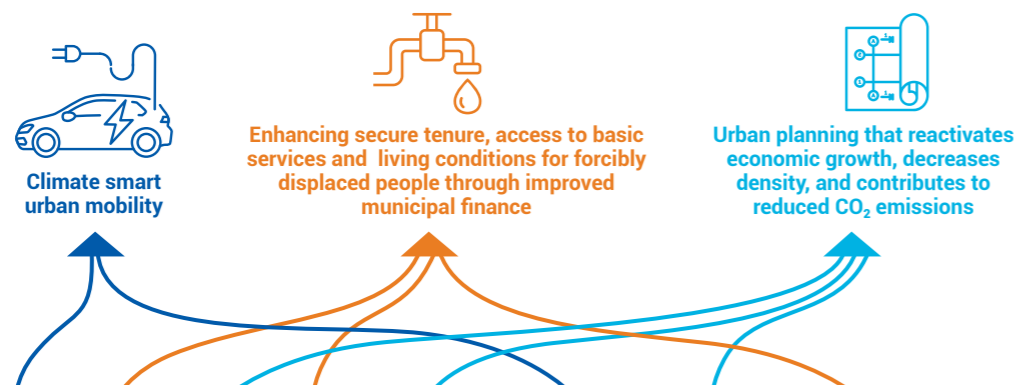 Climate smart
urban mobility
Enhancing secure tenure, access to basic
services and  living conditions for forcibly
displaced people through improved
municipal finance
Urban planning that reactivates
economic growth, decreases
density, and contributes to
reduced CO₂ emissions